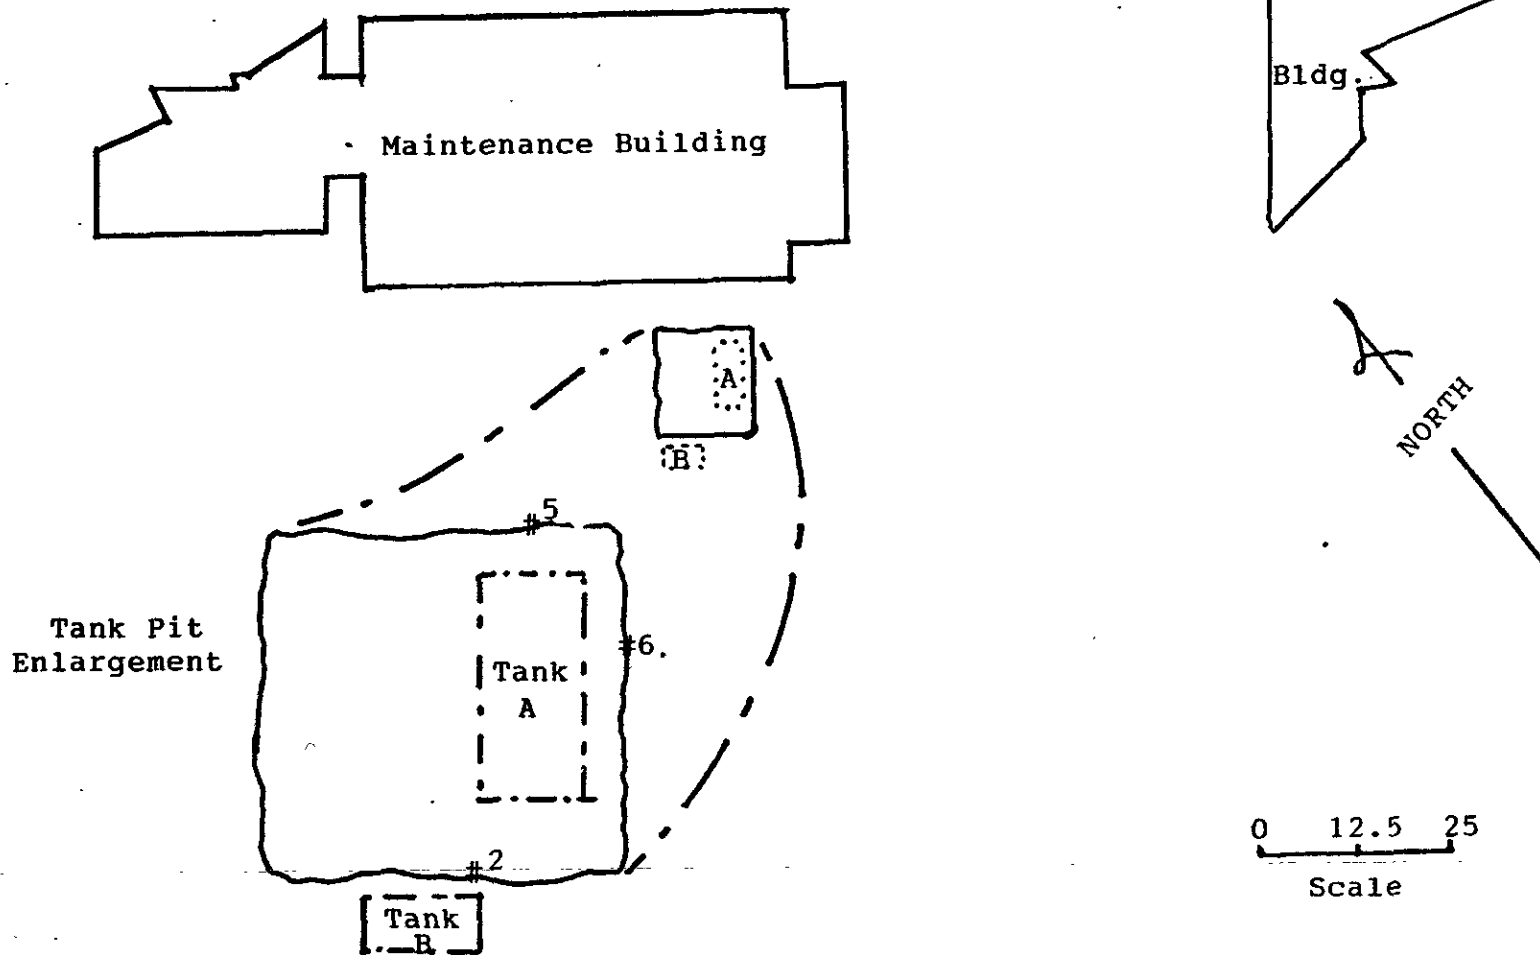 Bldg.
Maintenance Building
A
B
NORTH
#5
Tank Pit
Enlargement
#6.
Tank
A
0 12.5 25
Scale
#2
Tank
B